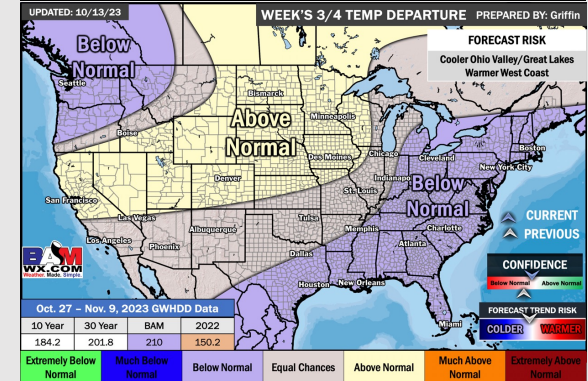 UPDATED: 10/13/23
WEEK'S 3/4 TEMP DEPARTURE PREPARED BY: Griffin
FORECAST RISK
Cooler Ohio Valley/Great Lakes
Warmer West Coast
Below
Normal
Seattle
Boise
Bismarck
Above
Normal
Minneapolis
Des Moines
Chicago
Cleveland
Boston
New York City
Denver
St. Louis
Indianapo
Below
Normal
San Francisco
Las Vegas
Los Angeles
Phoenix
Albuquerque
Tulsa
Memphis
Charlotte
Atlanta
Dallas
Houston
New Orleans
Miami
CURRENT
PREVIOUS
CONFIDENCE
Below Normal Above Normal
FORECAST TREND RISK
COLDER WARMER
BAM
WX.COM
Weather. Made. Simple.
Oct. 27 – Nov. 9, 2023 GWHDD Data
10 Year 30 Year BAM 2022
184.2 201.8 210 150.2
Extremely Below Normal
Much Below Normal
Below Normal
Equal Chances
Above Normal
Much Above Normal
Extremely Above Normal